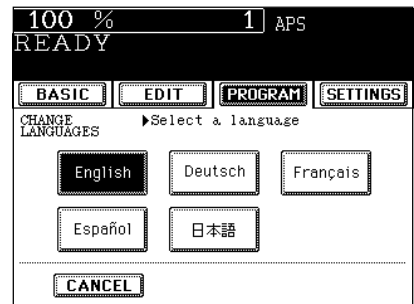 100 % 1 APS
READY
BASIC EDIT PROGRAM SETTINGS
CHANGE LANGUAGES ▶Select a language
English Deutsch Français
Español 日本語
CANCEL